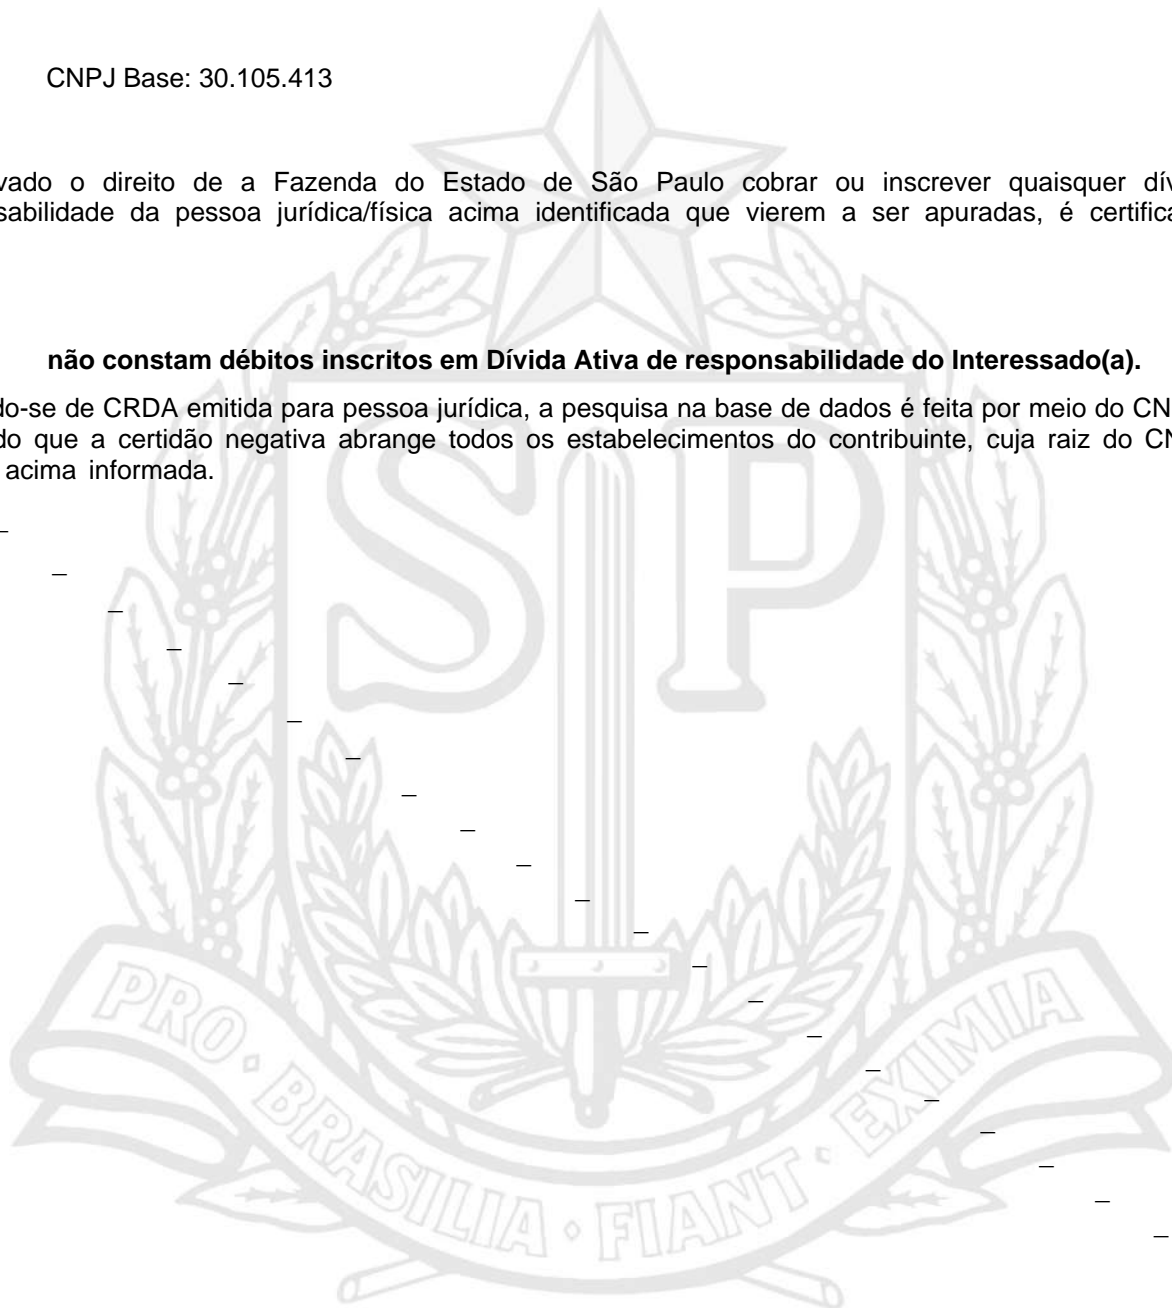 CNPJ Base: 30.105.413
vado o direito de a Fazenda do Estado de São Paulo cobrar ou inscrever quaisquer dív
sabilidade da pessoa jurídica/física acima identificada que vierem a ser apuradas, é certifica
não constam débitos inscritos em Dívida Ativa de responsabilidade do Interessado(a).
do-se de CRDA emitida para pessoa jurídica, a pesquisa na base de dados é feita por meio do CN
do que a certidão negativa abrange todos os estabelecimentos do contribuinte, cuja raiz do CN
acima informada.
SP
PRO • BRASILIA • FIANT • EXIMIA